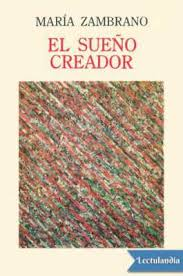 MARÍA ZAMBRANO
EL SUEÑO
CREADOR
Lectulandia